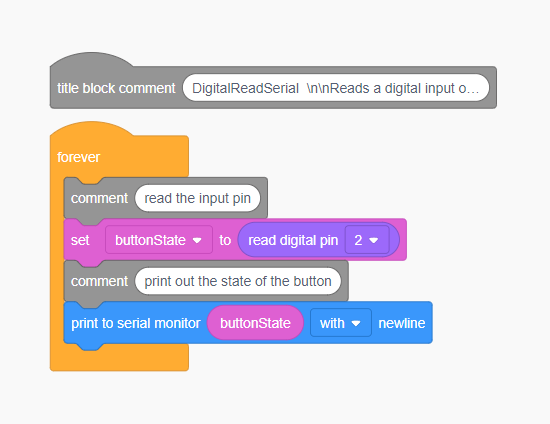 title block comment DigitalReadSerial \n\nReads a digital input o…
forever
comment read the input pin
set buttonState to read digital pin 2
comment print out the state of the button
print to serial monitor buttonState with newline